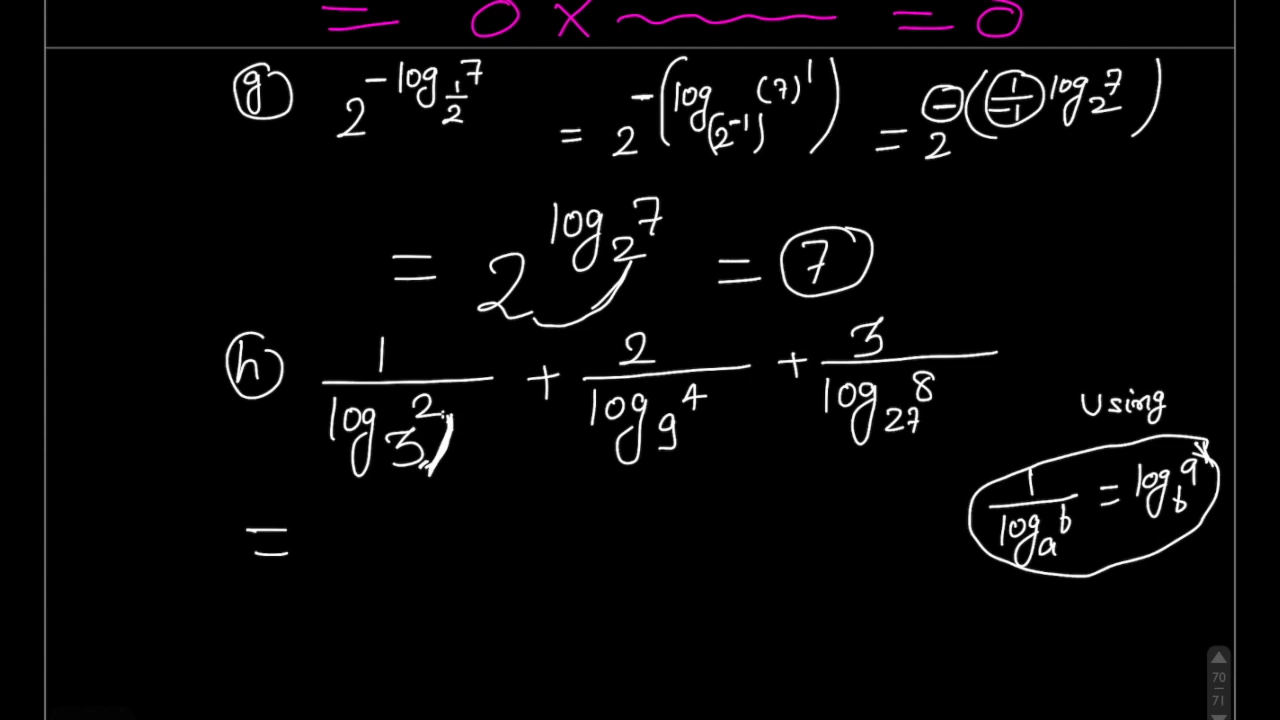 = 0 × = 0
(g) 2^{-log_{1/2} 7} = 2^{-(log_{(2^{-1})} (7)^1)} = 2^{-(1/-1 log_2 7)}
= 2^{log_2 7} = 7
(h) 1/log_3 2 + 2/log_9 4 + 3/log_27 8
Using
1/log_a b = log_b a
=
70
71